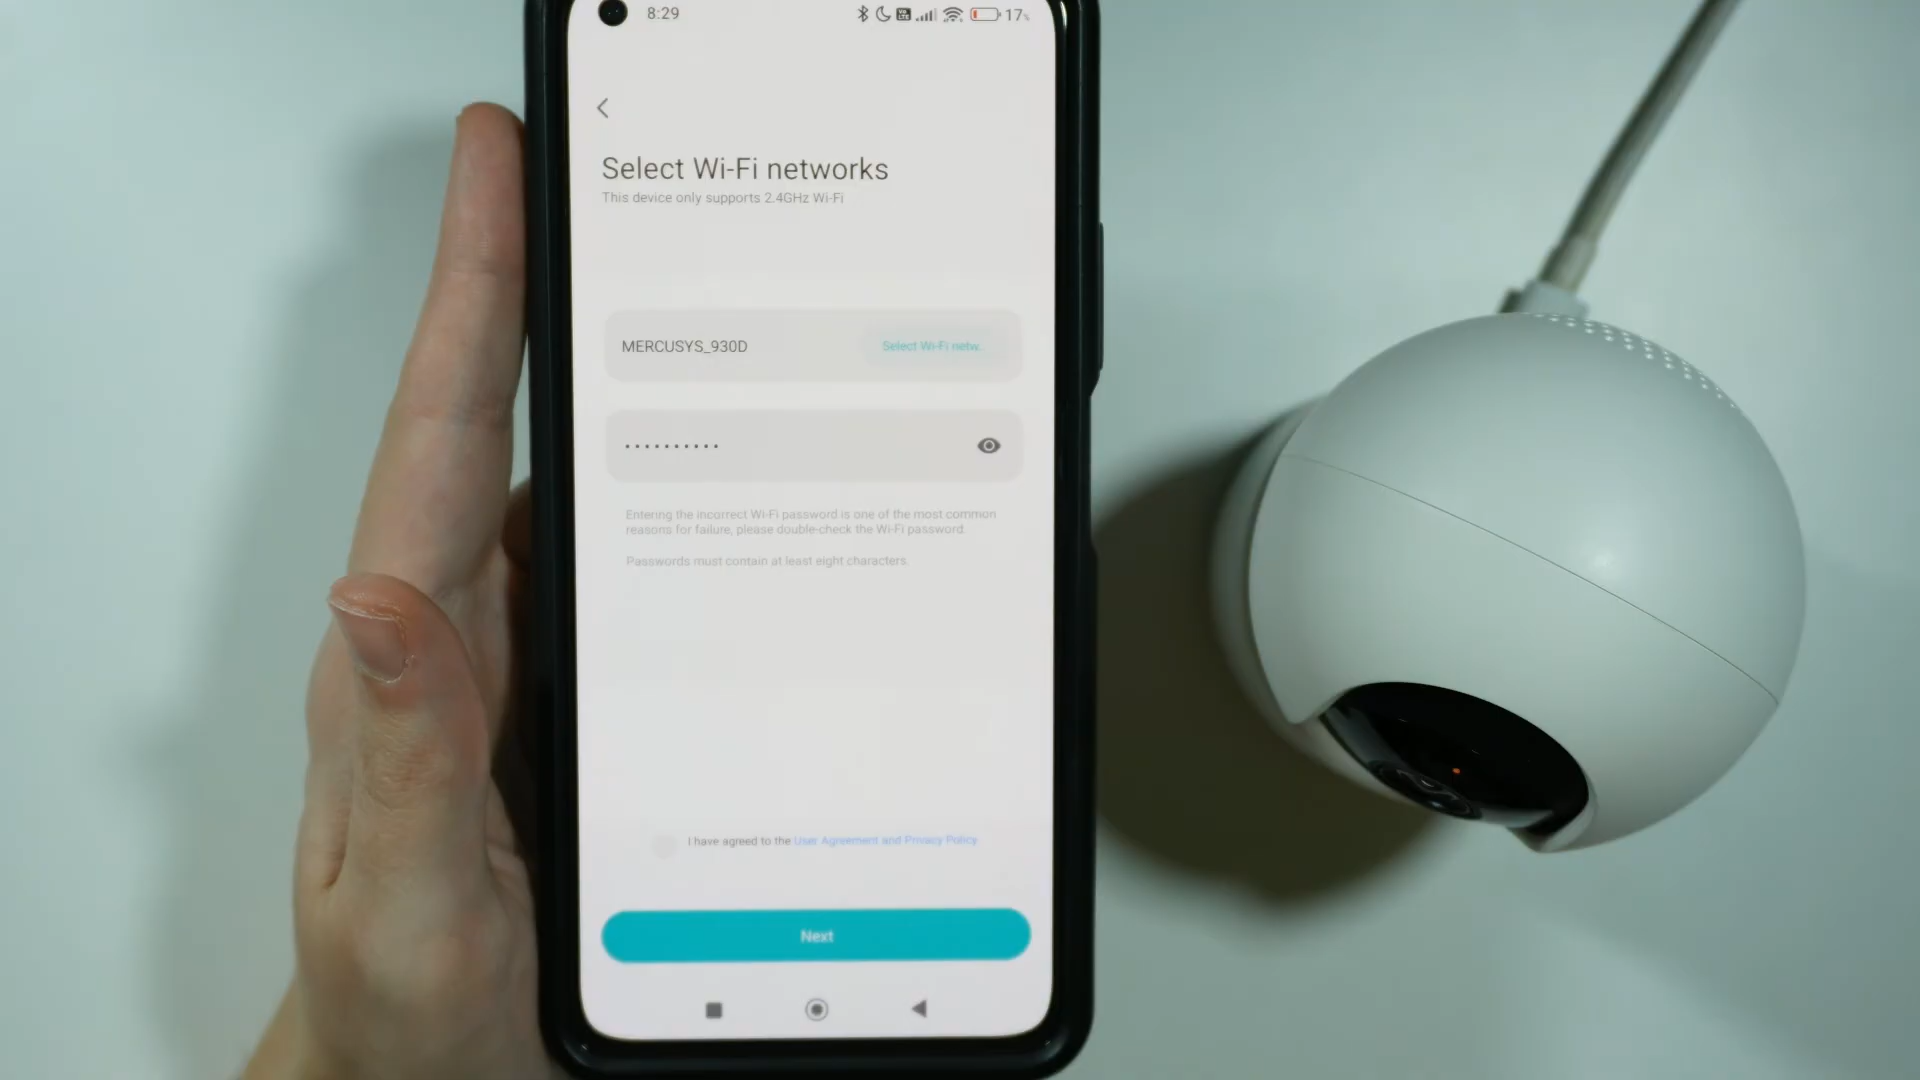 8:29
17%
Select Wi-Fi networks
This device only supports 2.4GHz Wi-Fi
MERCUSYS_930D
Select Wi-Fi netw...
••••••••••
Entering the incorrect Wi-Fi password is one of the most common
reasons for failure, please double-check the Wi-Fi password.
Passwords must contain at least eight characters.
I have agreed to the User Agreement and Privacy Policy
Next